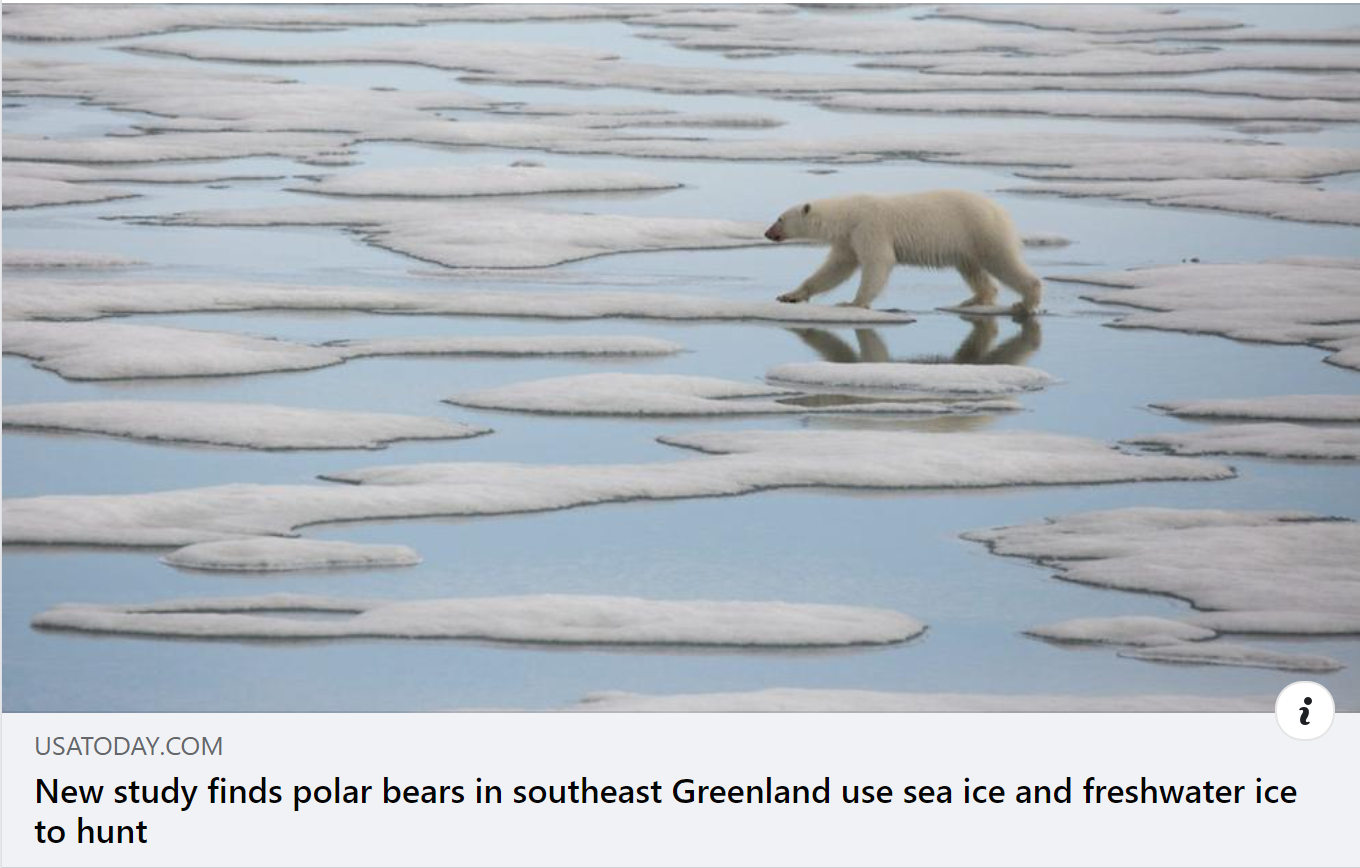 USATODAY.COM
New study finds polar bears in southeast Greenland use sea ice and freshwater ice
to hunt